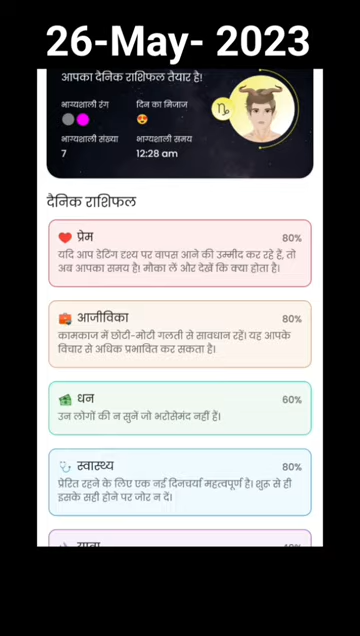 26-May- 2023
आपका दैनिक राशिफल तैयार है!
भाग्यशाली रंग दिन का मिजाज
😍
भाग्यशाली संख्या भाग्यशाली समय
7 12:28 am
दैनिक राशिफल
प्रेम 80%
यदि आप डेटिंग दृश्य पर वापस आने की उम्मीद कर रहे हैं, तो
अब आपका समय है! मौका लें और देखें कि क्या होता है।
आजीविका 80%
कामकाज में छोटी-मोटी गलती से सावधान रहें। यह आपके
विचार से अधिक प्रभावित कर सकता है।
धन 60%
उन लोगों की न सुनें जो भरोसेमंद नहीं हैं।
स्वास्थ्य 80%
प्रेरित रहने के लिए एक नई दिनचर्या महत्वपूर्ण है। शुरू से ही
इसके सही होने पर जोर न दें।